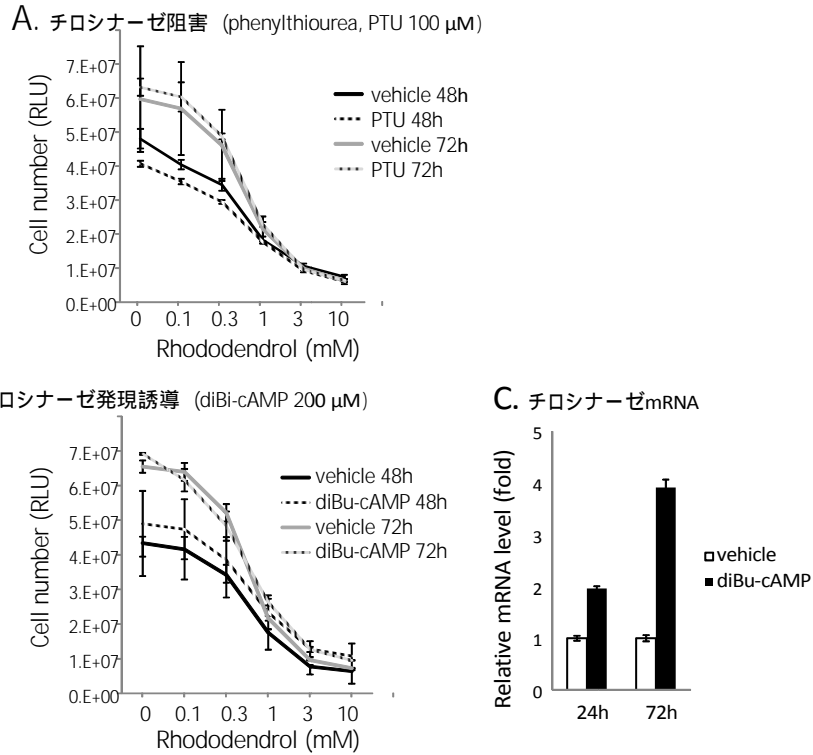 A. チロシナーゼ阻害 (phenylthiourea, PTU 100 μM)
Cell number (RLU)
7.E+07
6.E+07
5.E+07
4.E+07
3.E+07
2.E+07
1.E+07
0.E+00
0 0.1 0.3 1 3 10
Rhododendrol (mM)
vehicle 48h
PTU 48h
vehicle 72h
PTU 72h
ロシナーゼ発現誘導 (diBi-cAMP 200 μM)
Cell number (RLU)
7.E+07
6.E+07
5.E+07
4.E+07
3.E+07
2.E+07
1.E+07
0.E+00
0 0.1 0.3 1 3 10
Rhododendrol (mM)
vehicle 48h
diBu-cAMP 48h
vehicle 72h
diBu-cAMP 72h
C. チロシナーゼmRNA
Relative mRNA level (fold)
5
4
3
2
1
0
24h 72h
vehicle
diBu-cAMP